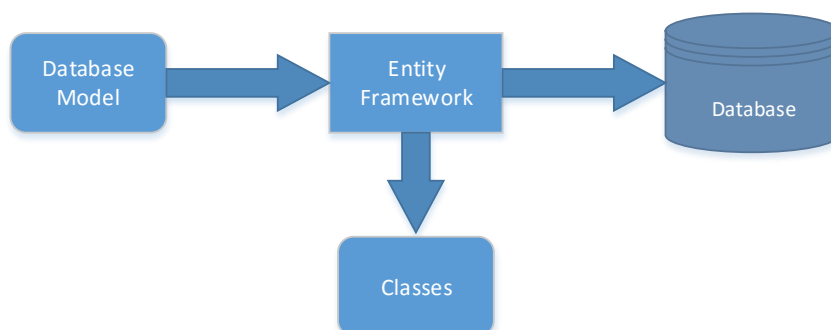 Database
Model
Entity
Framework
Database
Classes